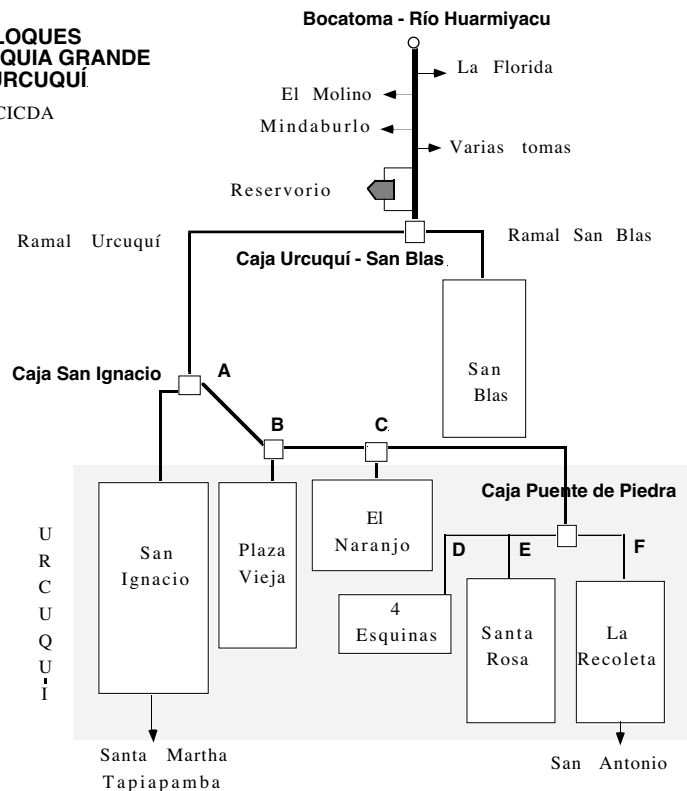 Bocatoma - Río Huarmiyacu
LOQUES
QUIA GRANDE
URCUQUÍ
CICDA
La Florida
El Molino
Mindaburlo
Varias tomas
Reservorio
Ramal Urcuquí
Ramal San Blas
Caja Urcuquí - San Blas
San
Blas
Caja San Ignacio
A
B
C
Caja Puente de Piedra
D
E
F
URCUQUÍ
San
Ignacio
Plaza
Vieja
El
Naranjo
4
Esquinas
Santa
Rosa
La
Recoleta
Santa Martha
Tapiapamba
San Antonio